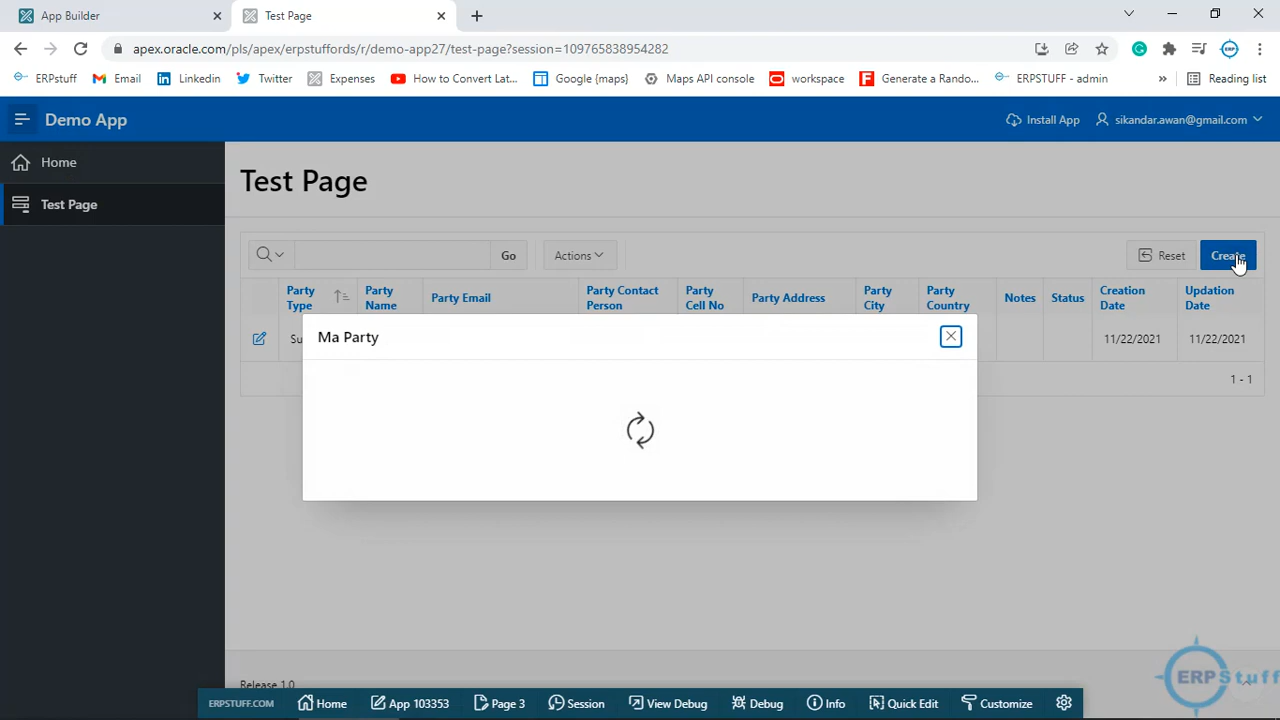 App Builder
Test Page
apex.oracle.com/pls/apex/erpstuffords/r/demo-app27/test-page?session=109765838954282
ERPstuff
Email
Linkedin
Twitter
Expenses
How to Convert Lat...
Google {maps}
Maps API console
workspace
Generate a Rando...
ERPSTUFF - admin
»
Reading list
Demo App
Install App
sikandar.awan@gmail.com
Home
Test Page
Test Page
Go
Actions
Reset
Create
Party Type
Party Name
Party Email
Party Contact Person
Party Cell No
Party Address
Party City
Party Country
Notes
Status
Creation Date
Updation Date
Su
11/22/2021
11/22/2021
1 - 1
Ma Party
Release 1.0
ERPStuff
ERPSTUFF.COM
Home
App 103353
Page 3
Session
View Debug
Debug
Info
Quick Edit
Customize